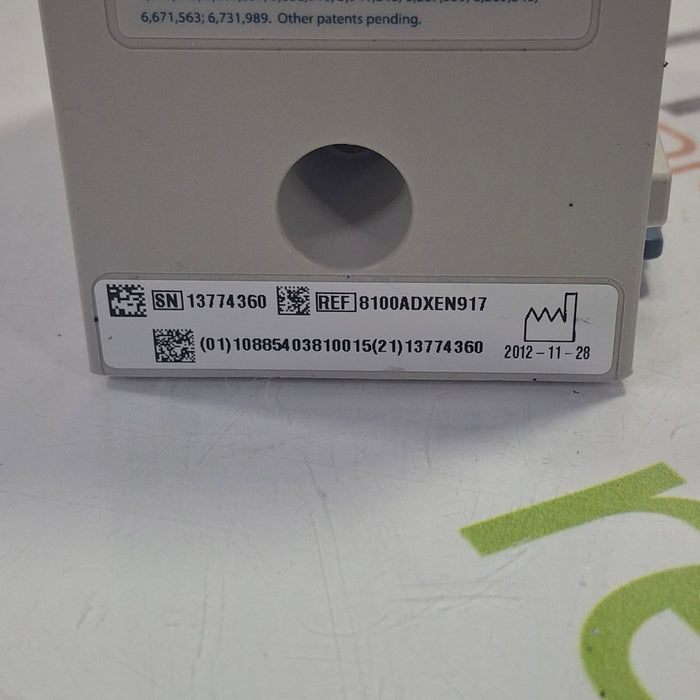 6,671,563; 6,731,989. Other patents pending.
SN 13774360 REF 8100ADXEN917
(01)10885403810015(21)13774360
2012-11-28